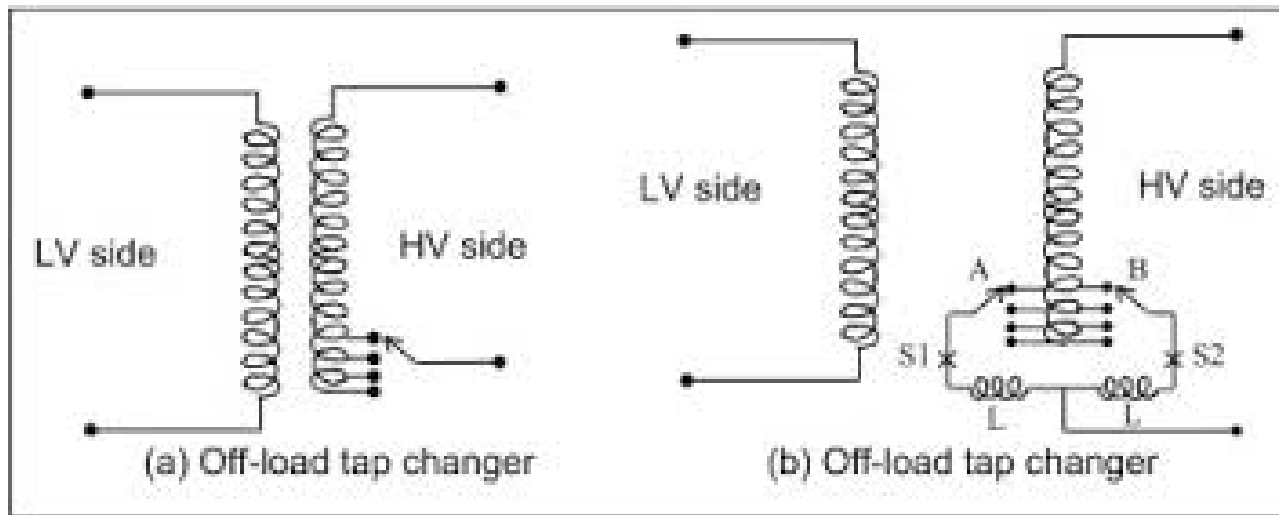 LV side
HV side
(a) Off-load tap changer
LV side
HV side
A
B
S1
S2
L
L
(b) Off-load tap changer